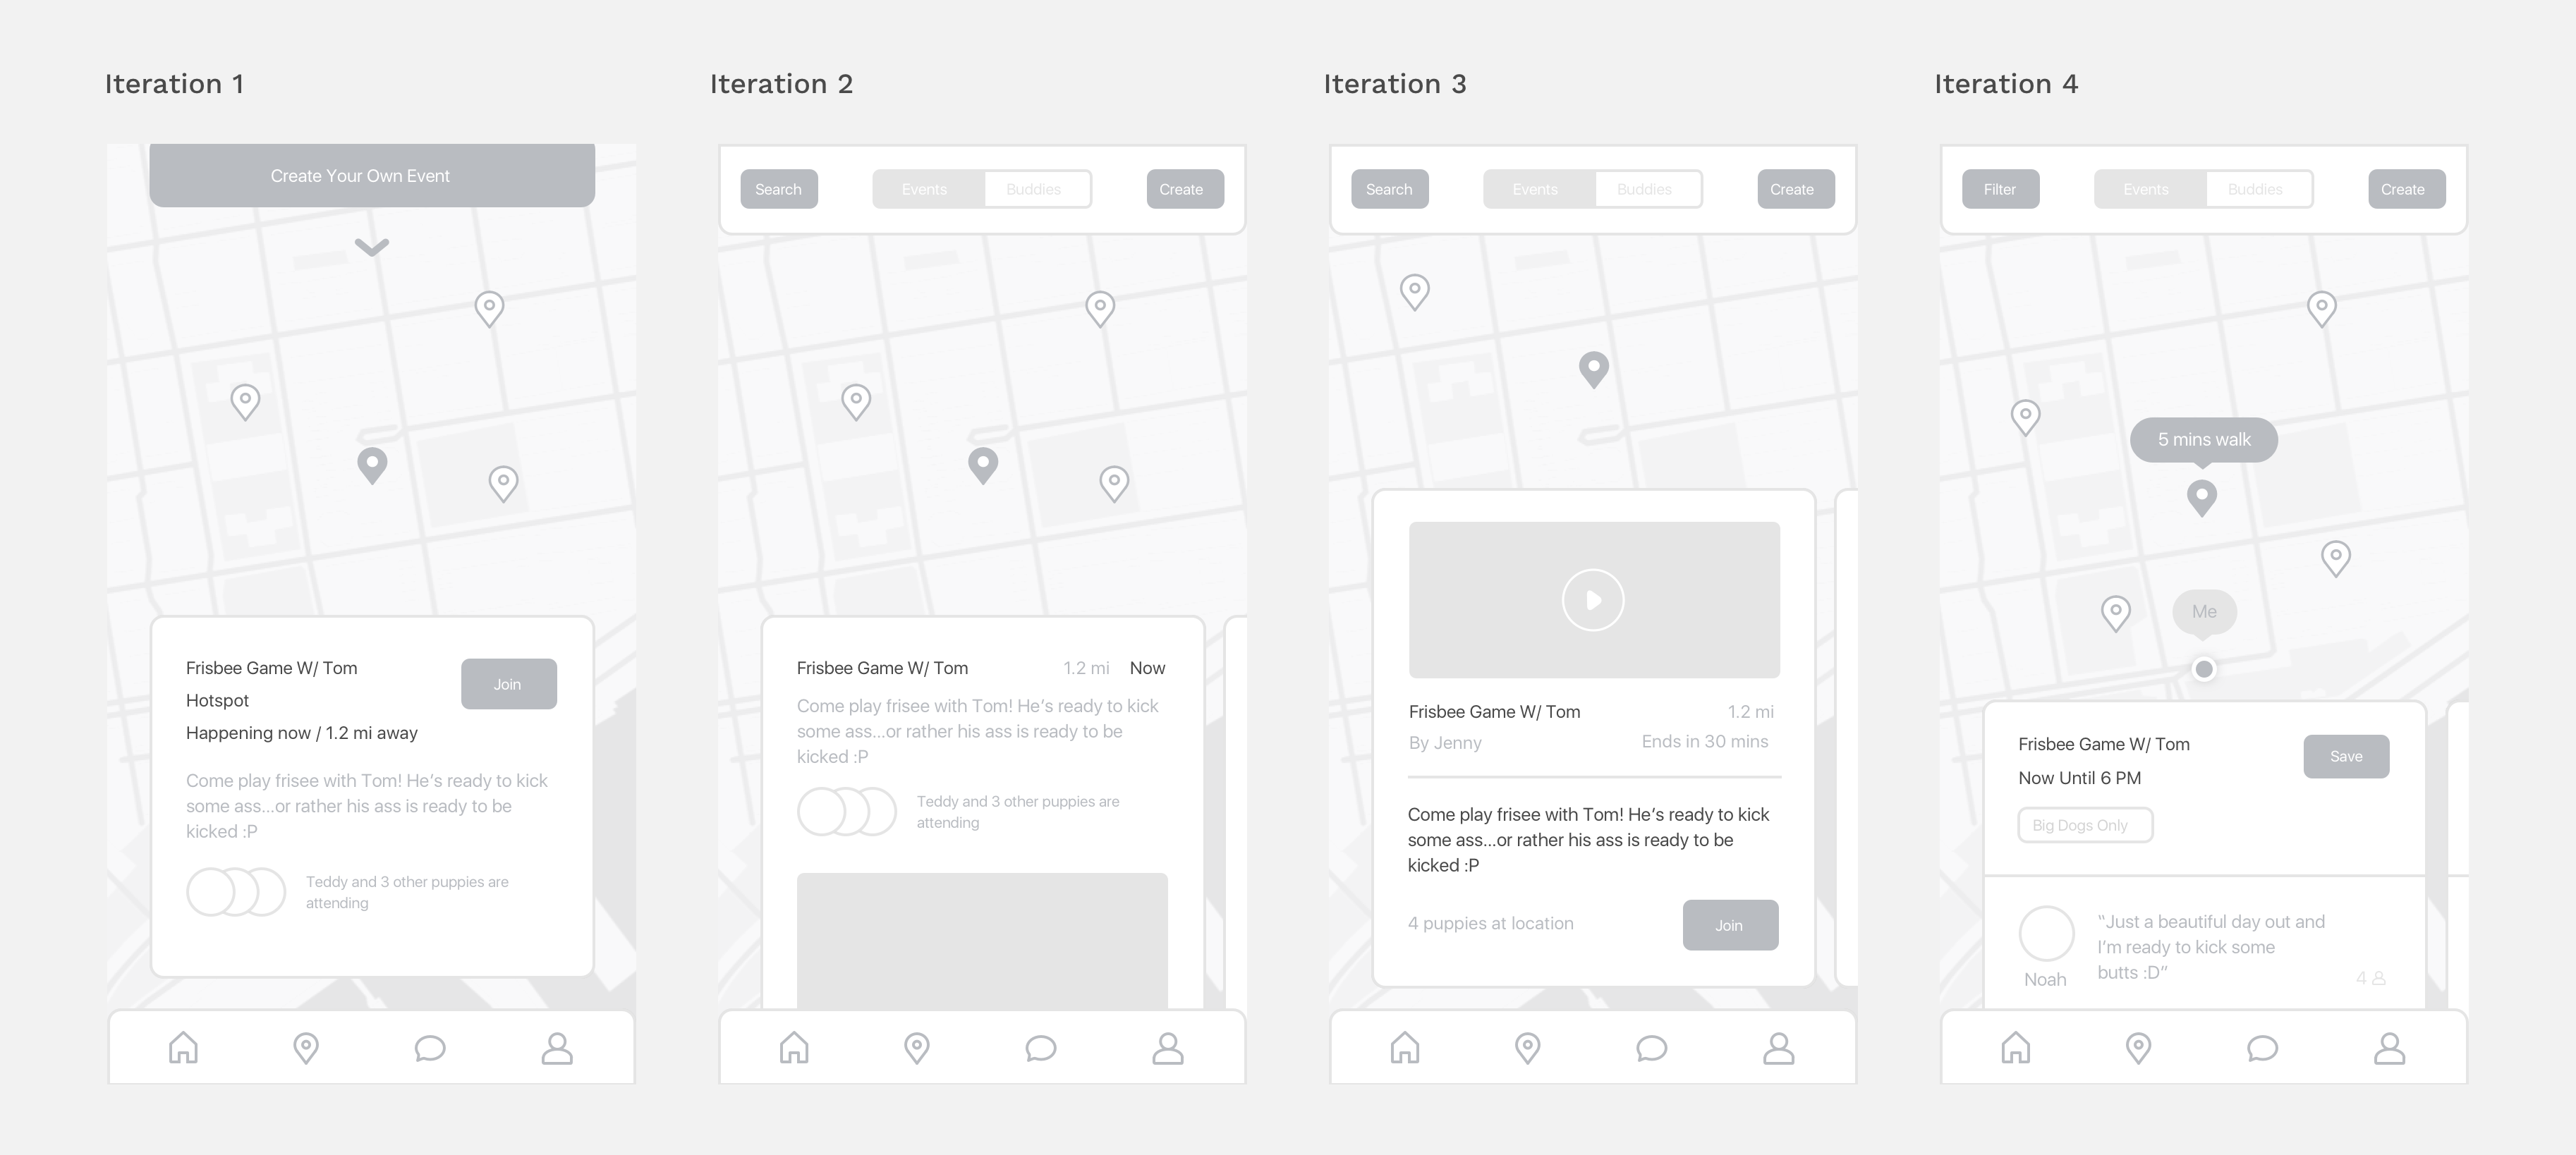 Iteration 1
Create Your Own Event
Frisbee Game W/ Tom
Join
Hotspot
Happening now / 1.2 mi away
Come play frisee with Tom! He's ready to kick
some ass...or rather his ass is ready to be
kicked :P
Teddy and 3 other puppies are
attending
Iteration 2
Search
Events
Buddies
Create
Frisbee Game W/ Tom
1.2 mi
Now
Come play frisee with Tom! He's ready to kick
some ass...or rather his ass is ready to be
kicked :P
Teddy and 3 other puppies are
attending
Iteration 3
Search
Events
Buddies
Create
Frisbee Game W/ Tom
1.2 mi
By Jenny
Ends in 30 mins
Come play frisee with Tom! He's ready to kick
some ass...or rather his ass is ready to be
kicked :P
4 puppies at location
Join
Iteration 4
Filter
Events
Buddies
Create
5 mins walk
Me
Frisbee Game W/ Tom
Save
Now Until 6 PM
Big Dogs Only
"Just a beautiful day out and
I'm ready to kick some
butts :D"
Noah
4